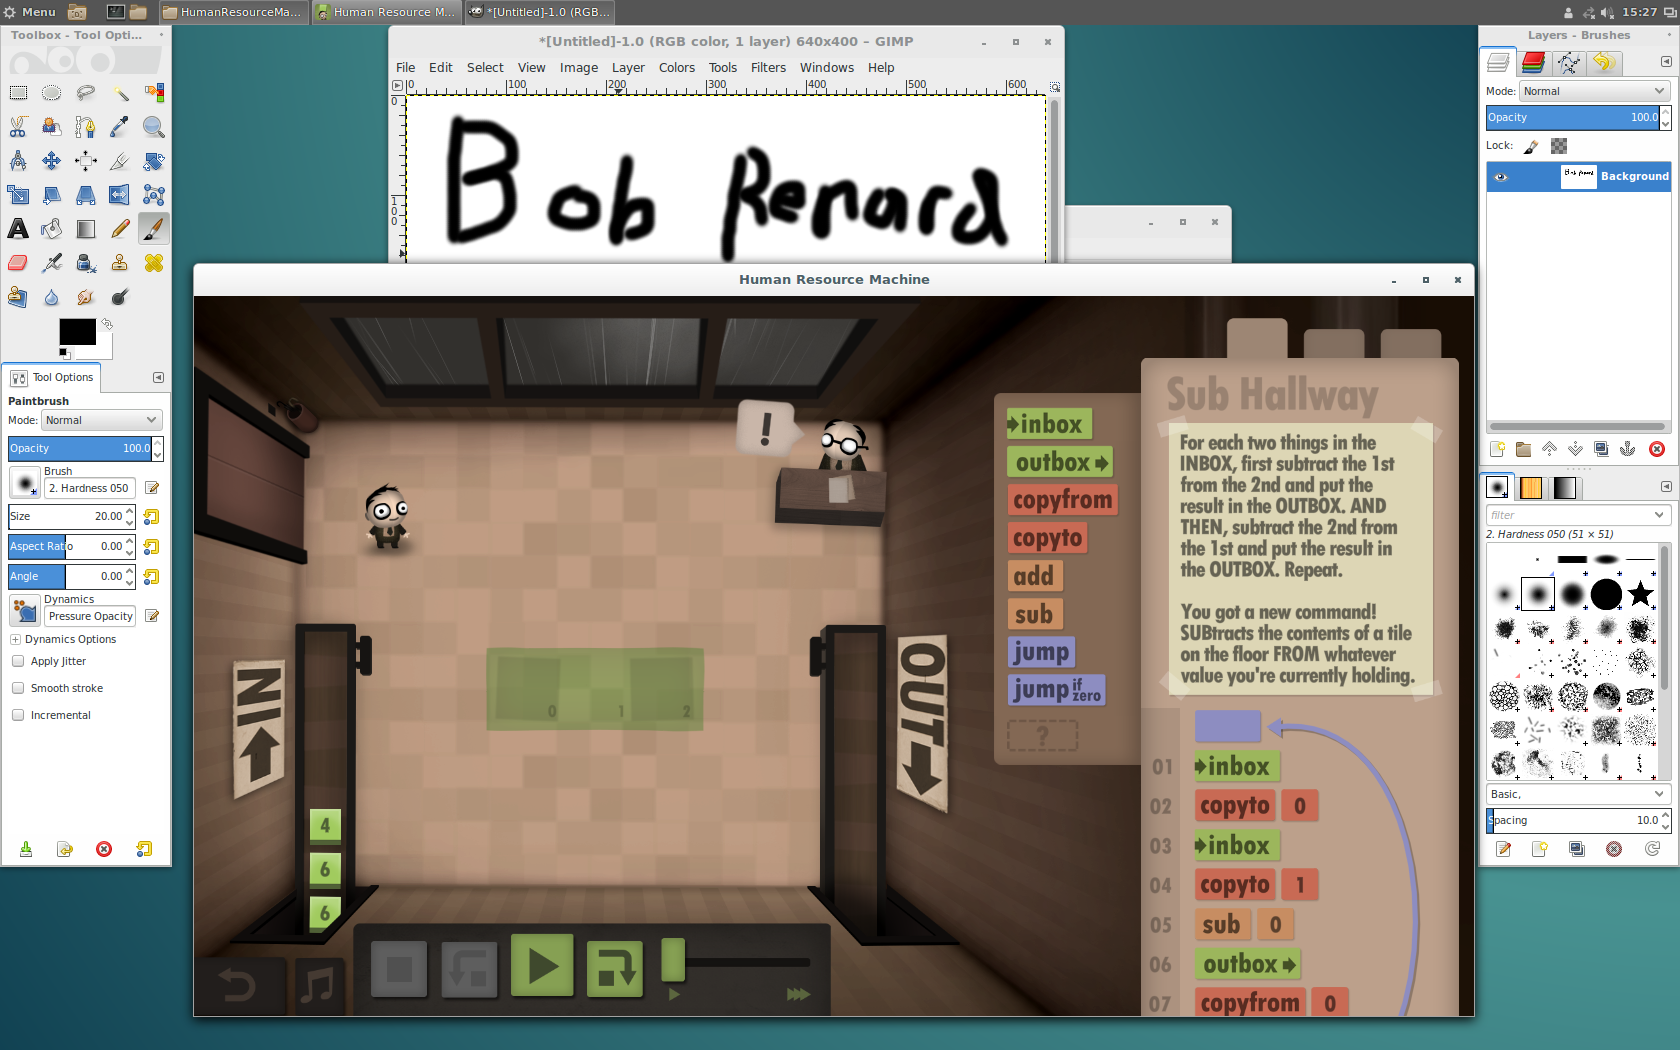 Menu
HumanResourceMa...
Human Resource M...
*[Untitled]-1.0 (RGB...
15:27
Toolbox - Tool Opti...
Tool Options
Paintbrush
Mode: Normal
Opacity 100.0
Brush
2. Hardness 050
Size 20.00
Aspect Ratio 0.00
Angle 0.00
Dynamics
Pressure Opacity
Dynamics Options
Apply Jitter
Smooth stroke
Incremental
*[Untitled]-1.0 (RGB color, 1 layer) 640x400 – GIMP
File Edit Select View Image Layer Colors Tools Filters Windows Help
0 100 200 300 400 500 600
0
100
Bob Renard
Human Resource Machine
!
IN
OUT
0 1 2
4
6
6
inbox
outbox
copyfrom
copyto
add
sub
jump
jump if zero
?
Sub Hallway
For each two things in the
INBOX, first subtract the 1st
from the 2nd and put the
result in the OUTBOX. AND
THEN, subtract the 2nd from
the 1st and put the result in
the OUTBOX. Repeat.
You got a new command!
SUBtracts the contents of a tile
on the floor FROM whatever
value you're currently holding.
01 inbox
02 copyto 0
03 inbox
04 copyto 1
05 sub 0
06 outbox
07 copyfrom 0
Layers - Brushes
Mode: Normal
Opacity 100.0
Lock:
Background
filter
2. Hardness 050 (51 × 51)
Basic,
Spacing 10.0